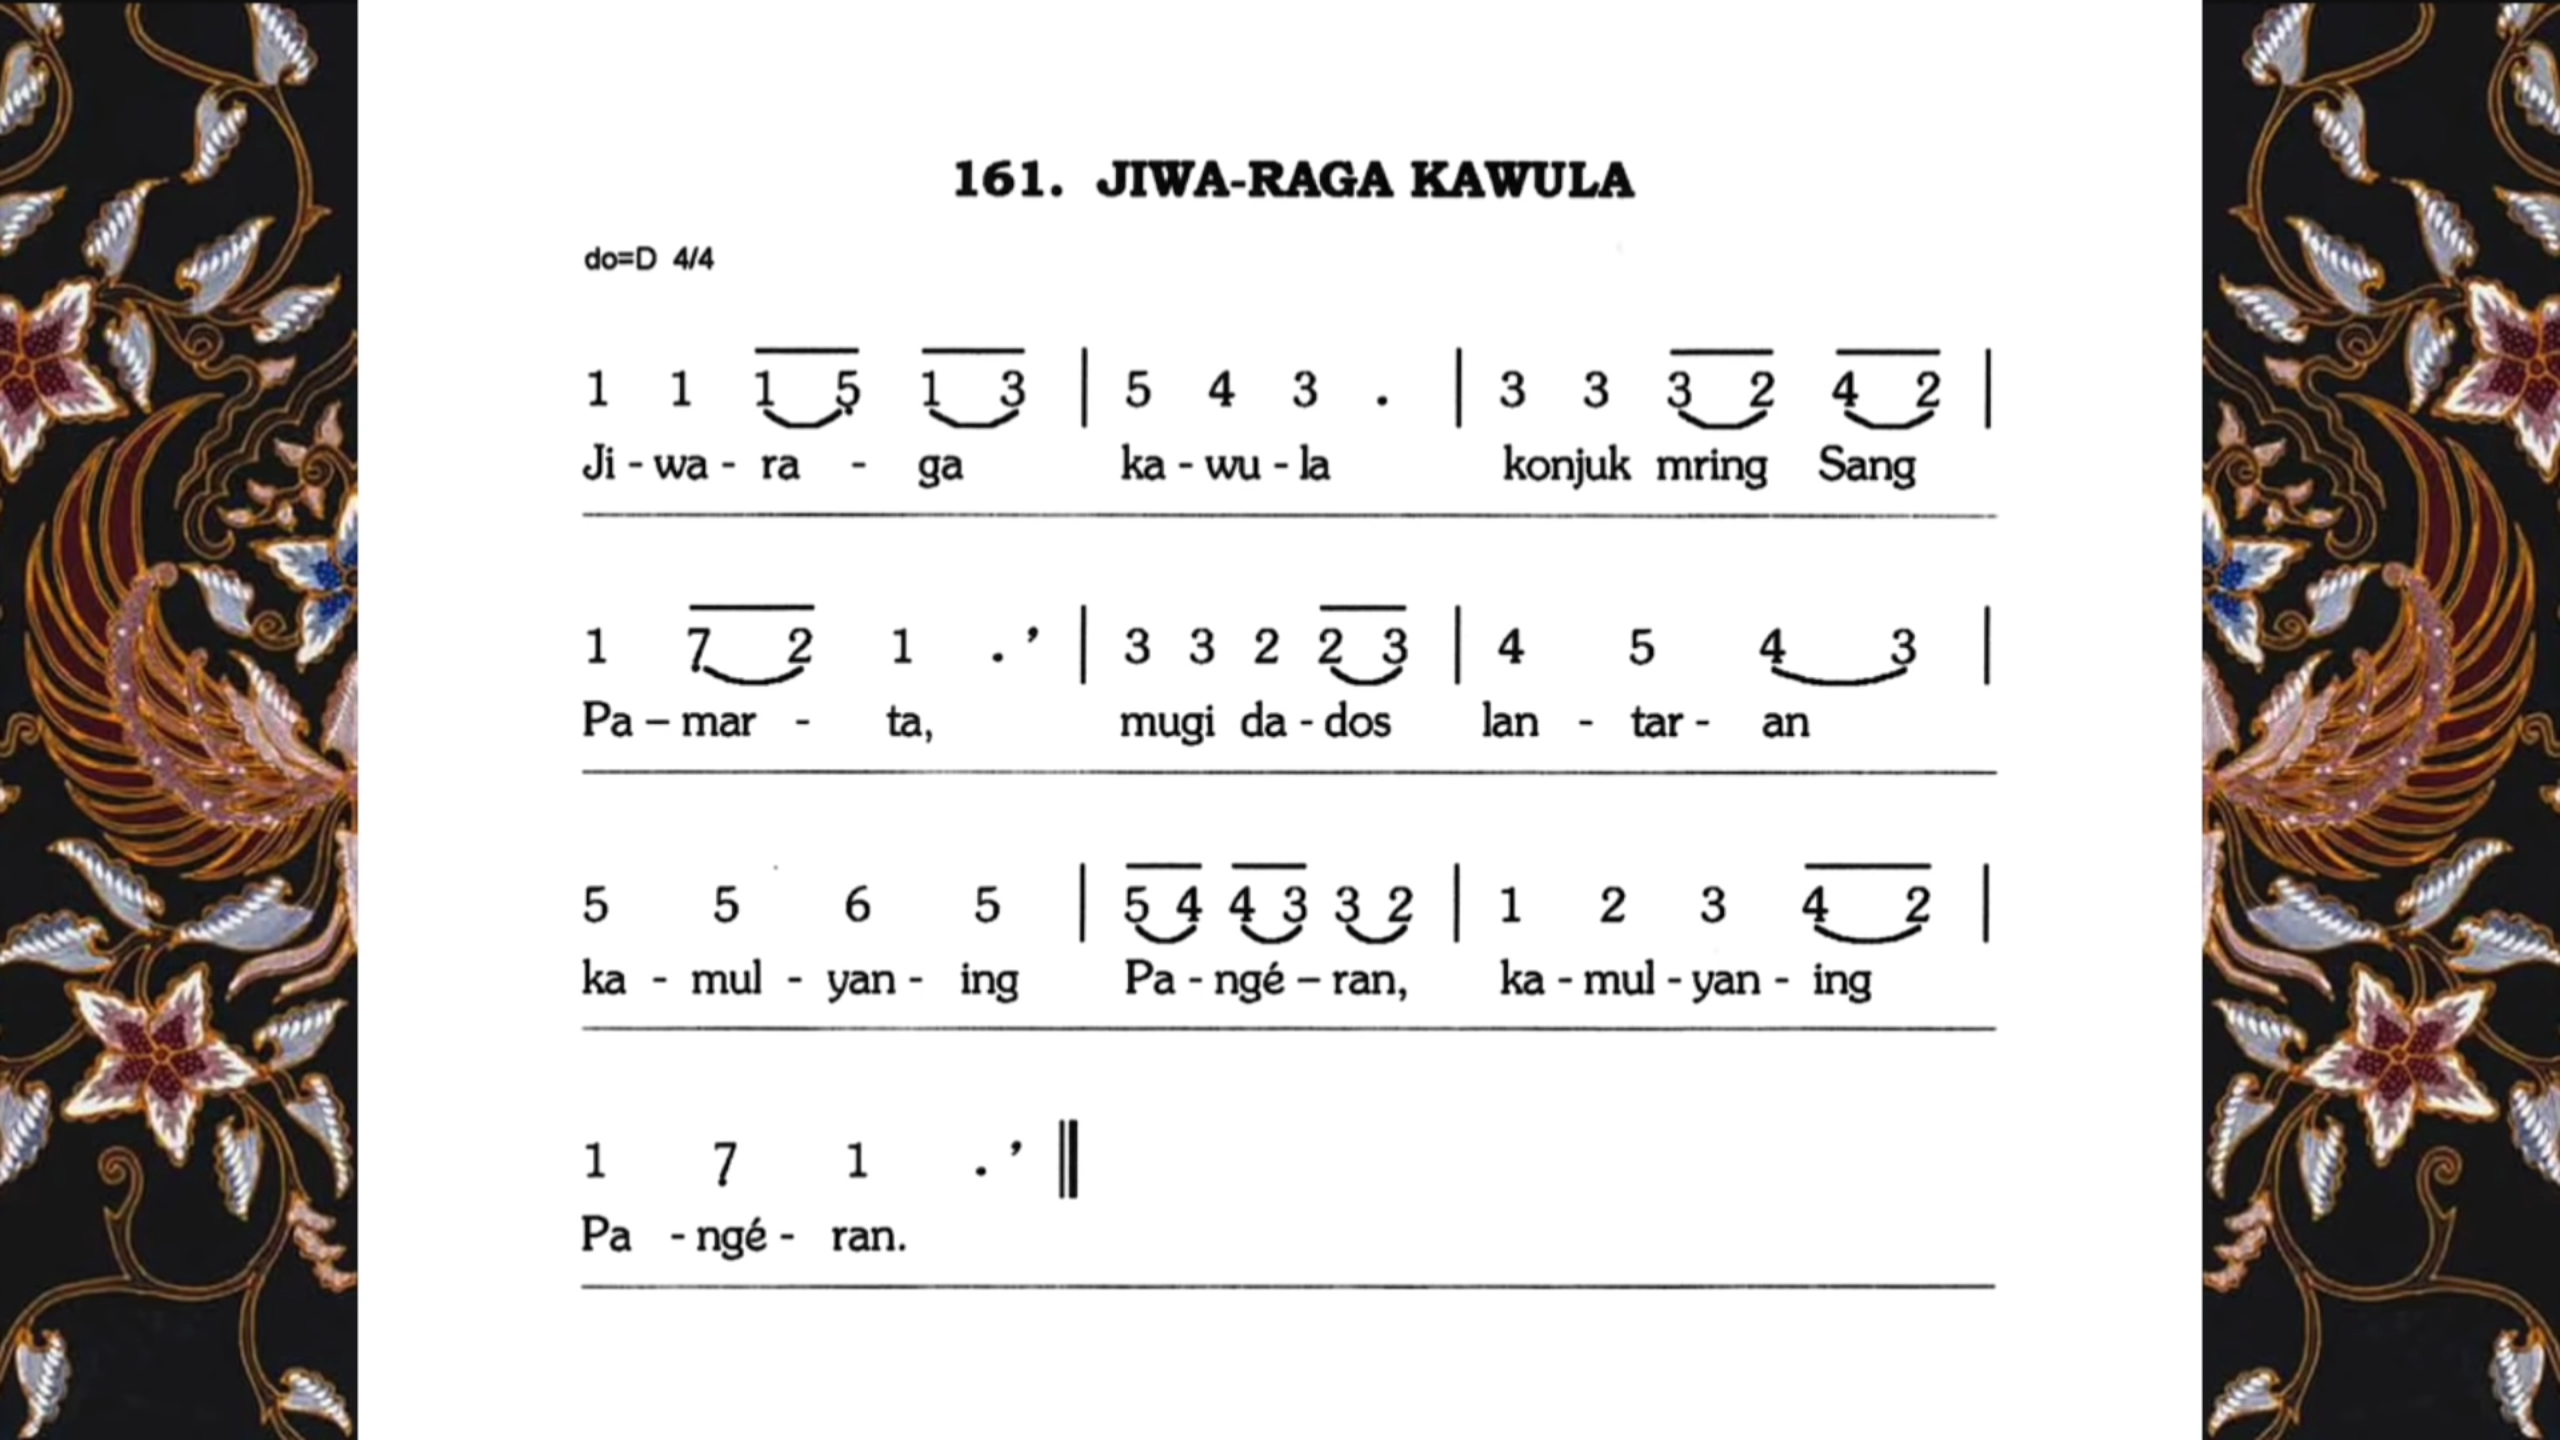 161. JIWA-RAGA KAWULA
do=D 4/4
1 1 1 5̣ 1 3 | 5 4 3 . | 3 3 3 2 4 2 |
Ji - wa - ra - ga ka - wu - la konjuk mring Sang
1 7̣ 2 1 . ’ | 3 3 2 2 3 | 4 5 4 3 |
Pa – mar - ta, mugi da - dos lan - tar - an
5 5 6 5 | 5 4 4 3 3 2 | 1 2 3 4 2 |
ka - mul - yan - ing Pa - ngé – ran, ka - mul - yan - ing
1 7̣ 1 . ’ ||
Pa - ngé - ran.